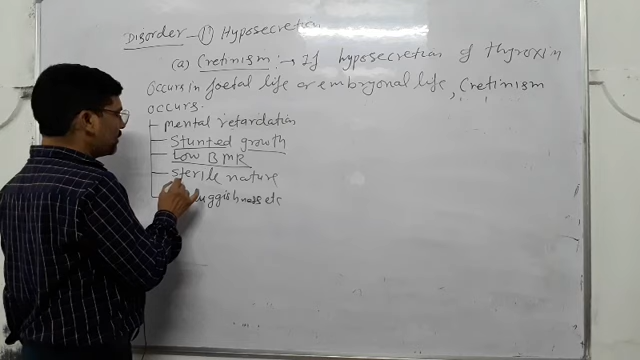 Disorder - (1) Hyposecretion
(a) Cretinism :→ If hyposecretion of Thyroxin
occurs in foetal life or embryonal life, Cretinism
occurs.
mental retardation
Stunted growth
Low BMR
sterile nature
etc